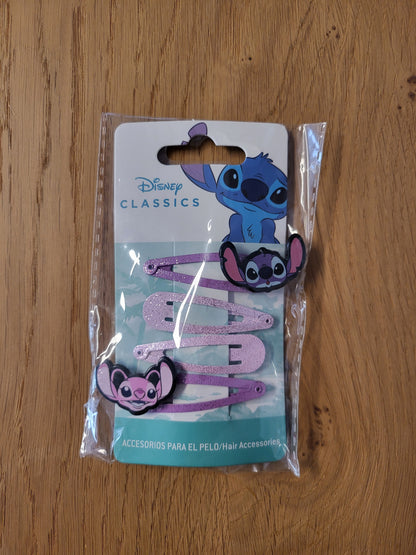 Disney
CLASSICS
ACCESORIOS PARA EL PELO/Hair Accessories